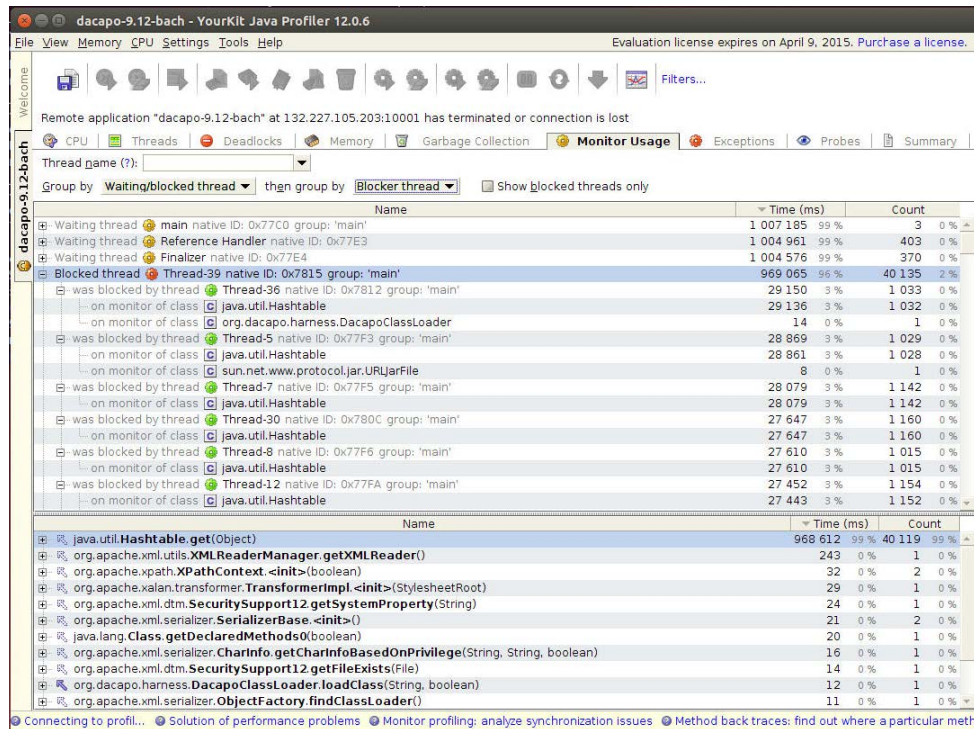 dacapo-9.12-bach - YourKit Java Profiler 12.0.6
File View Memory CPU Settings Tools Help Evaluation license expires on April 9, 2015. Purchase a license.
Welcome
dacapo-9.12-bach
Filters...
Remote application "dacapo-9.12-bach" at 132.227.105.203:10001 has terminated or connection is lost
CPU Threads Deadlocks Memory Garbage Collection Monitor Usage Exceptions Probes Summary
Thread name (?):
Group by Waiting/blocked thread then group by Blocker thread Show blocked threads only
Name Time (ms) Count
Waiting thread main native ID: 0x77C0 group: 'main' 1 007 185 99 % 3 0 %
Waiting thread Reference Handler native ID: 0x77E3 1 004 961 99 % 403 0 %
Waiting thread Finalizer native ID: 0x77E4 1 004 576 99 % 370 0 %
Blocked thread Thread-39 native ID: 0x7815 group: 'main' 969 065 96 % 40 135 2 %
was blocked by thread Thread-36 native ID: 0x7812 group: 'main' 29 150 3 % 1 033 0 %
on monitor of class java.util.Hashtable 29 136 3 % 1 032 0 %
on monitor of class org.dacapo.harness.DacapoClassLoader 14 0 % 1 0 %
was blocked by thread Thread-5 native ID: 0x77F3 group: 'main' 28 869 3 % 1 029 0 %
on monitor of class java.util.Hashtable 28 861 3 % 1 028 0 %
on monitor of class sun.net.www.protocol.jar.URLJarFile 8 0 % 1 0 %
was blocked by thread Thread-7 native ID: 0x77F5 group: 'main' 28 079 3 % 1 142 0 %
on monitor of class java.util.Hashtable 28 079 3 % 1 142 0 %
was blocked by thread Thread-30 native ID: 0x780C group: 'main' 27 647 3 % 1 160 0 %
on monitor of class java.util.Hashtable 27 647 3 % 1 160 0 %
was blocked by thread Thread-8 native ID: 0x77F6 group: 'main' 27 610 3 % 1 015 0 %
on monitor of class java.util.Hashtable 27 610 3 % 1 015 0 %
was blocked by thread Thread-12 native ID: 0x77FA group: 'main' 27 452 3 % 1 154 0 %
on monitor of class java.util.Hashtable 27 443 3 % 1 152 0 %
Name Time (ms) Count
java.util.Hashtable.get(Object) 968 612 99 % 40 119 99 %
org.apache.xml.utils.XMLReaderManager.getXMLReader() 243 0 % 1 0 %
org.apache.xpath.XPathContext.<init>(boolean) 32 0 % 2 0 %
org.apache.xalan.transformer.TransformerImpl.<init>(StylesheetRoot) 29 0 % 1 0 %
org.apache.xml.dtm.SecuritySupport12.getSystemProperty(String) 24 0 % 1 0 %
org.apache.xml.serializer.SerializerBase.<init>() 21 0 % 2 0 %
java.lang.Class.getDeclaredMethods0(boolean) 20 0 % 1 0 %
org.apache.xml.serializer.CharInfo.getCharInfoBasedOnPrivilege(String, String, boolean) 16 0 % 1 0 %
org.apache.xml.dtm.SecuritySupport12.getFileExists(File) 14 0 % 1 0 %
org.dacapo.harness.DacapoClassLoader.loadClass(String, boolean) 12 0 % 1 0 %
org.apache.xml.serializer.ObjectFactory.findClassLoader() 11 0 % 1 0 %
Connecting to profil... Solution of performance problems Monitor profiling: analyze synchronization issues Method back traces: find out where a particular meth